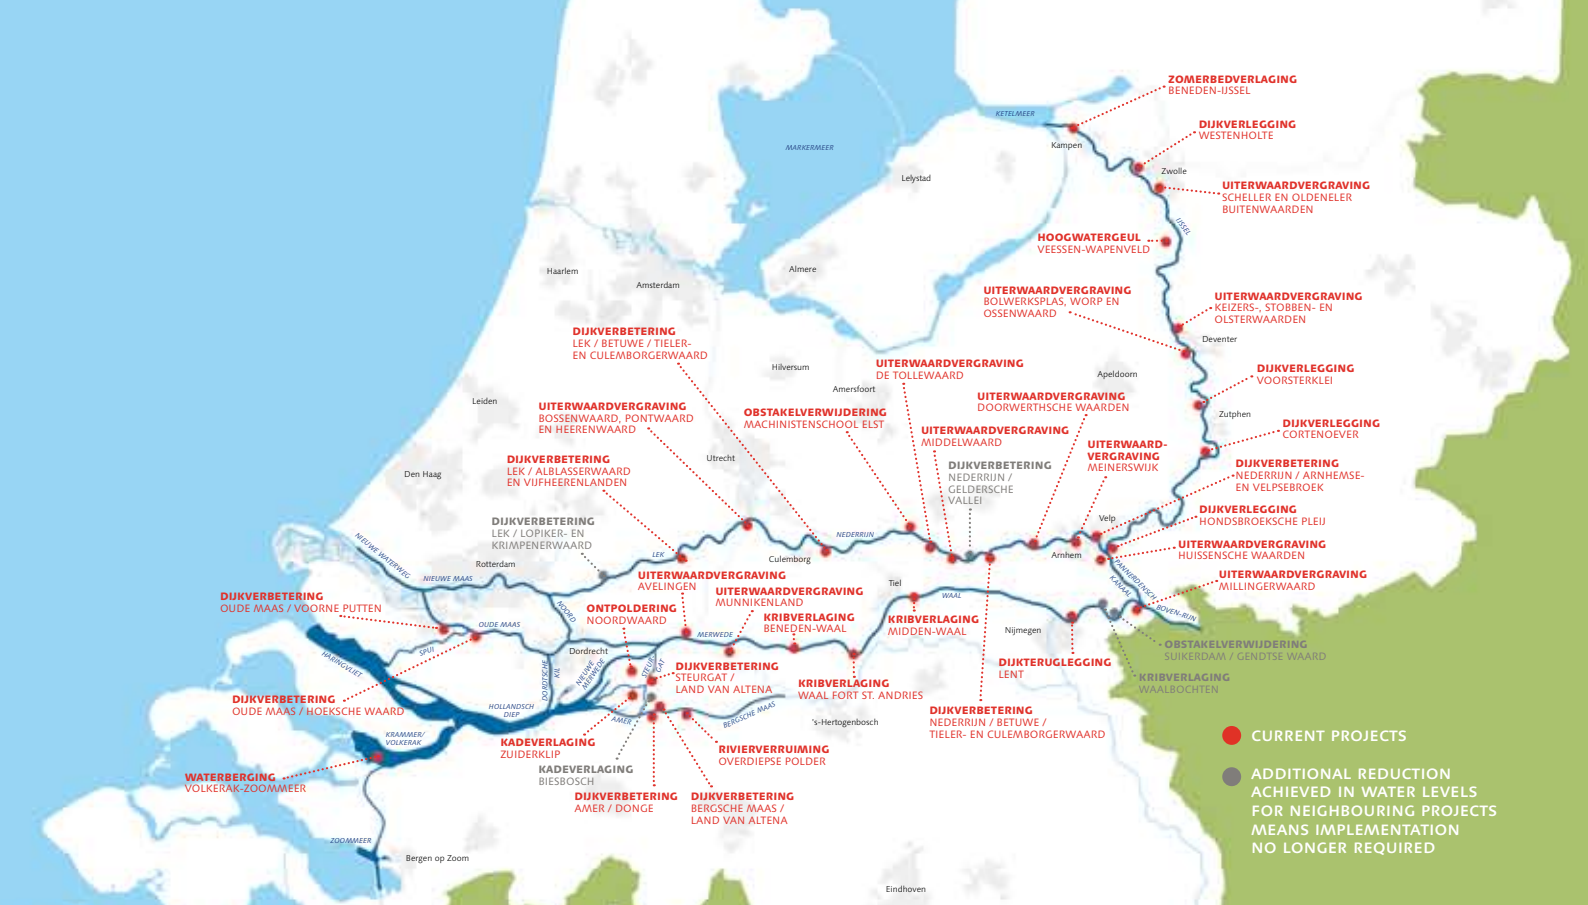 ZOMERBEDVERLAGING
BENEDEN-IJSSEL
KETELMEER
DIJKVERLEGGING
WESTENHOLTE
Kampen
MARKERMEER
Zwolle
Lelystad
UITERWAARDVERGRAVING
SCHELLER EN OLDENELER
BUITENWAARDEN
IJSSEL
HOOGWATERGEUL
VEESSEN-WAPENVELD
Haarlem
Almere
Amsterdam
UITERWAARDVERGRAVING
BOLWERKSPLAS, WORP EN
OSSENWAARD
UITERWAARDVERGRAVING
KEIZERS-, STOBBEN- EN
OLSTERWAARDEN
DIJKVERBETERING
LEK / BETUWE / TIELER-
EN CULEMBORGERWAARD
Deventer
Hilversum
UITERWAARDVERGRAVING
DE TOLLEWAARD
Apeldoorn
DIJKVERLEGGING
VOORSTERKLEI
Amersfoort
Leiden
UITERWAARDVERGRAVING
BOSSENWAARD, PONTWAARD
EN HEERENWAARD
OBSTAKELVERWIJDERING
MACHINISTENSCHOOL ELST
UITERWAARDVERGRAVING
DOORWERTHSCHE WAARDEN
Zutphen
UITERWAARDVERGRAVING
MIDDELWAARD
DIJKVERLEGGING
CORTENOEVER
UITERWAARD-
VERGRAVING
MEINERSWIJK
Utrecht
Den Haag
DIJKVERBETERING
LEK / ALBLASSERWAARD
EN VIJFHEERENLANDEN
DIJKVERBETERING
NEDERRIJN /
GELDERSCHE
VALLEI
DIJKVERBETERING
NEDERRIJN / ARNHEMSE-
EN VELPSEBROEK
DIJKVERBETERING
LEK / LOPIKER- EN
KRIMPENERWAARD
Velp
DIJKVERLEGGING
HONDSBROEKSCHE PLEIJ
NIEUWE WATERWEG
NEDERRIJN
LEK
Culemborg
Arnhem
UITERWAARDVERGRAVING
HUISSENSCHE WAARDEN
Rotterdam
NIEUWE MAAS
UITERWAARDVERGRAVING
AVELINGEN
Tiel
PANNERDENSCH
KANAAL
UITERWAARDVERGRAVING
MILLINGERWAARD
DIJKVERBETERING
OUDE MAAS / VOORNE PUTTEN
UITERWAARDVERGRAVING
MUNNIKENLAND
WAAL
BOVEN-RIJN
NOORD
ONTPOLDERING
NOORDWAARD
KRIBVERLAGING
BENEDEN-WAAL
KRIBVERLAGING
MIDDEN-WAAL
OUDE MAAS
MERWEDE
Nijmegen
SPUI
Dordrecht
OBSTAKELVERWIJDERING
SUIKERDAM / GENDTSE WAARD
HARINGVLIET
DORDTSCHE
KIL
NIEUWE
MERWEDE
STEUR-
GAT
DIJKVERBETERING
STEURGAT /
LAND VAN ALTENA
DIJKTERUGLEGGING
LENT
KRIBVERLAGING
WAALBOCHTEN
KRIBVERLAGING
WAAL FORT ST. ANDRIES
DIJKVERBETERING
OUDE MAAS / HOEKSCHE WAARD
HOLLANDSCH
DIEP
AMER
BERGSCHE MAAS
's-Hertogenbosch
DIJKVERBETERING
NEDERRIJN / BETUWE /
TIELER- EN CULEMBORGERWAARD
KRAMMER/
VOLKERAK
KADEVERLAGING
ZUIDERKLIP
RIVIERVERRUIMING
OVERDIEPSE POLDER
KADEVERLAGING
BIESBOSCH
WATERBERGING
VOLKERAK-ZOOMMEER
DIJKVERBETERING
AMER / DONGE
DIJKVERBETERING
BERGSCHE MAAS /
LAND VAN ALTENA
ZOOMMEER
Bergen op Zoom
Eindhoven
CURRENT PROJECTS
ADDITIONAL REDUCTION
ACHIEVED IN WATER LEVELS
FOR NEIGHBOURING PROJECTS
MEANS IMPLEMENTATION
NO LONGER REQUIRED